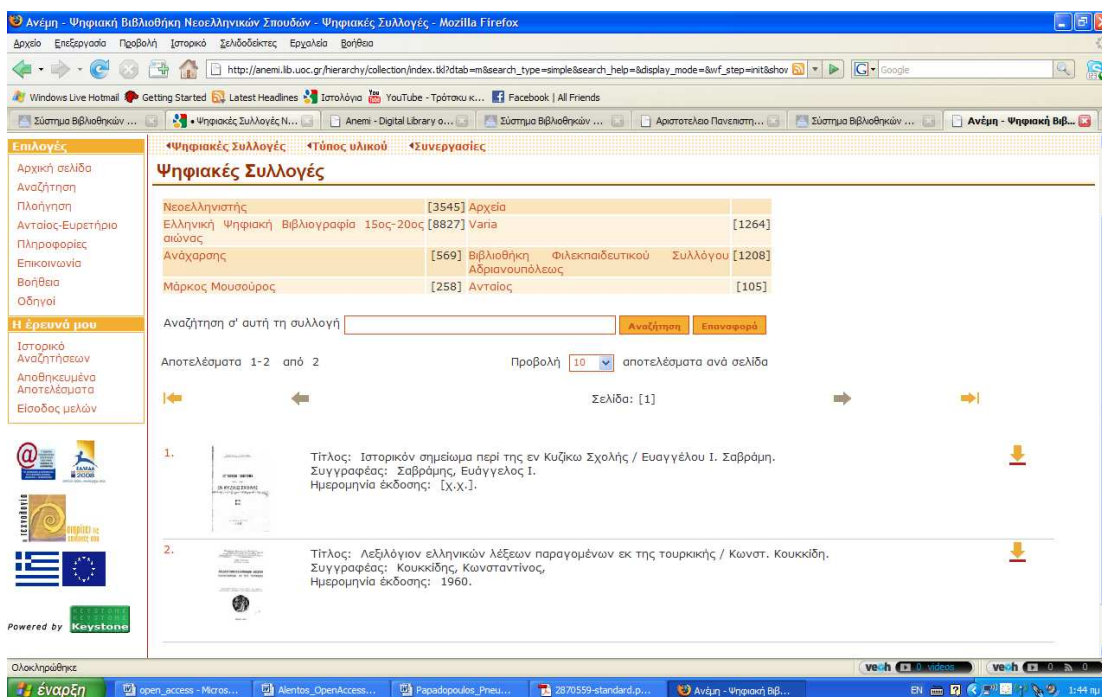 Ανέμη - Ψηφιακή Βιβλιοθήκη Νεοελληνικών Σπουδών - Ψηφιακές Συλλογές - Mozilla Firefox
Αρχείο Επεξεργασία Προβολή Ιστορικό Σελιδοδείκτες Εργαλεία Βοήθεια
http://anemi.lib.uoc.gr/hierarchy/collection/index.tkl?dtab=m&search_type=simple&search_help=&display_mode=&wf_step=init&shov
Google
Windows Live Hotmail Getting Started Latest Headlines Ιστολόγια YouTube - Τρότσκυ κ... Facebook | All Friends
Σύστημα Βιβλιοθηκών ... Ψηφιακές Συλλογές Ν... Anemi - Digital Library o... Σύστημα Βιβλιοθηκών ... Αριστοτελειο Πανεπιστη... Σύστημα Βιβλιοθηκών ... Ανέμη - Ψηφιακή Βιβ...
Επιλογές
Αρχική σελίδα
Αναζήτηση
Πλοήγηση
Ανταίος-Ευρετήριο
Πληροφορίες
Επικοινωνία
Βοήθεια
Οδηγοί
Η έρευνά μου
Ιστορικό
Αναζητήσεων
Αποθηκευμένα
Αποτελέσματα
Είσοδος μελών
Powered by Keystone
Ψηφιακές Συλλογές Τύπος υλικού Συνεργασίες
Ψηφιακές Συλλογές
Νεοελληνιστής [3545] Αρχεία
Ελληνική Ψηφιακή Βιβλιογραφία 15ος-20ος [8827] Varia [1264]
αιώνας
Ανάχαρσης [569] Βιβλιοθήκη Φιλεκπαιδευτικού Συλλόγου [1208]
Αδριανουπόλεως
Μάρκος Μουσούρος [258] Ανταίος [105]
Αναζήτηση σ' αυτή τη συλλογή Αναζήτηση Επαναφορά
Αποτελέσματα 1-2 από 2 Προβολή 10 αποτελέσματα ανά σελίδα
Σελίδα: [1]
1.
Τίτλος: Ιστορικόν σημείωμα περί της εν Κυζίκω Σχολής / Ευαγγέλου Ι. Σαβράμη.
Συγγραφέας: Σαβράμης, Ευάγγελος Ι.
Ημερομηνία έκδοσης: [χ.χ.].
2.
Τίτλος: Λεξιλόγιον ελληνικών λέξεων παραγομένων εκ της τουρκικής / Κωνστ. Κουκκίδη.
Συγγραφέας: Κουκκίδης, Κωνσταντίνος,
Ημερομηνία έκδοσης: 1960.
Ολοκληρώθηκε
veoh 0 videos veoh 0 0
έναρξη open_access - Micros... Alentos_OpenAccess... Papadopoulos_Pneu... 2870559-standard.p... Ανέμη - Ψηφιακή Βιβ... EN 1:44 πμ